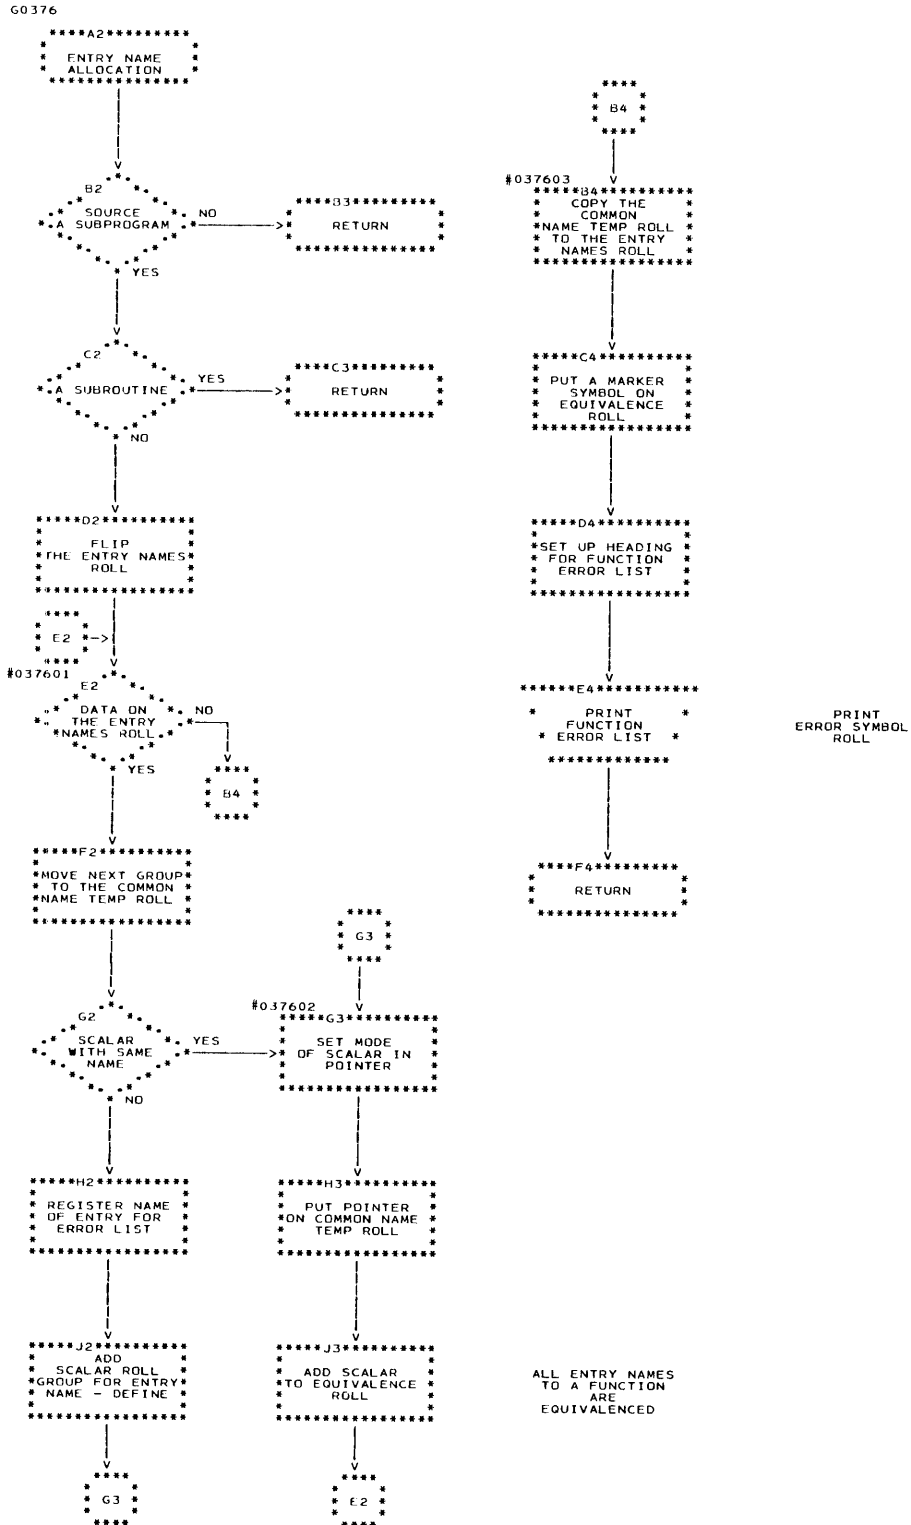 G0376
A2
ENTRY NAME
ALLOCATION
B2
SOURCE
A SUBPROGRAM
NO
YES
B3
RETURN
C2
A SUBROUTINE
YES
NO
C3
RETURN
D2
FLIP
THE ENTRY NAMES
ROLL
E2
#037601
E2
DATA ON
THE ENTRY
NAMES ROLL
NO
YES
B4
F2
MOVE NEXT GROUP
TO THE COMMON
NAME TEMP ROLL
G2
SCALAR
WITH SAME
NAME
YES
NO
G3
#037602
G3
SET MODE
OF SCALAR IN
POINTER
H2
REGISTER NAME
OF ENTRY FOR
ERROR LIST
H3
PUT POINTER
ON COMMON NAME
TEMP ROLL
J2
ADD
SCALAR ROLL
GROUP FOR ENTRY
NAME - DEFINE
J3
ADD SCALAR
TO EQUIVALENCE
ROLL
G3
E2
B4
#037603
B4
COPY THE
COMMON
NAME TEMP ROLL
TO THE ENTRY
NAMES ROLL
C4
PUT A MARKER
SYMBOL ON
EQUIVALENCE
ROLL
D4
SET UP HEADING
FOR FUNCTION
ERROR LIST
E4
PRINT
FUNCTION
ERROR LIST
PRINT
ERROR SYMBOL
ROLL
F4
RETURN
ALL ENTRY NAMES
TO A FUNCTION
ARE
EQUIVALENCED